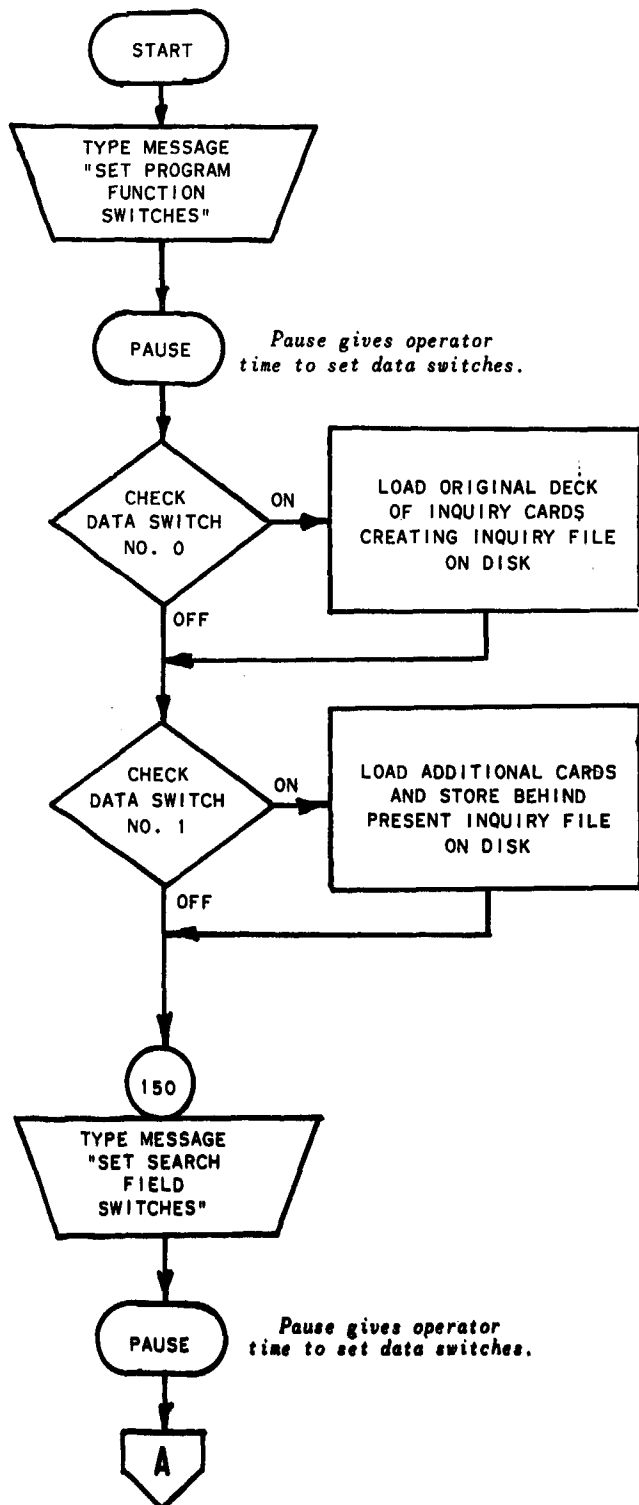 START
TYPE MESSAGE
"SET PROGRAM
FUNCTION
SWITCHES"
PAUSE
Pause gives operator
time to set data switches.
CHECK
DATA SWITCH
NO. 0
ON
OFF
LOAD ORIGINAL DECK
OF INQUIRY CARDS
CREATING INQUIRY FILE
ON DISK
CHECK
DATA SWITCH
NO. 1
ON
OFF
LOAD ADDITIONAL CARDS
AND STORE BEHIND
PRESENT INQUIRY FILE
ON DISK
150
TYPE MESSAGE
"SET SEARCH
FIELD
SWITCHES"
PAUSE
Pause gives operator
time to set data switches.
A